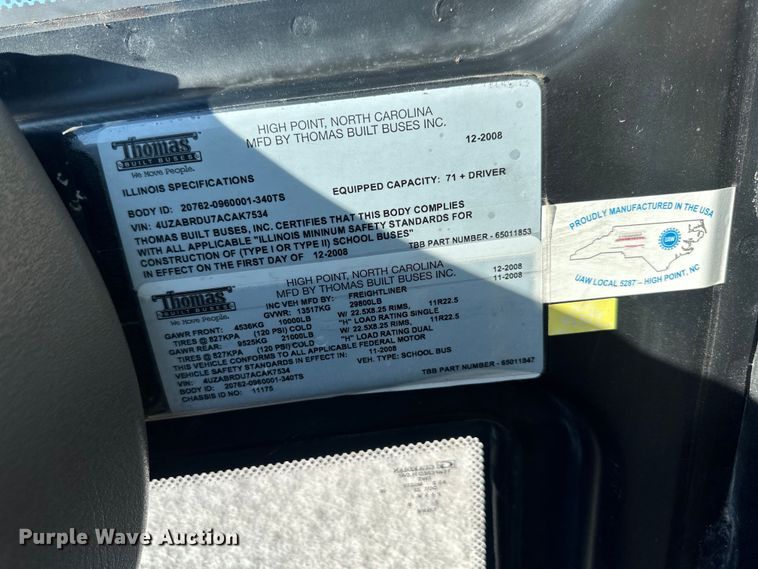 HIGH POINT, NORTH CAROLINA
MFD BY THOMAS BUILT BUSES INC.
12-2008
Thomas
BUILT BUSES
We Move People.
ILLINOIS SPECIFICATIONS
EQUIPPED CAPACITY: 71 + DRIVER
BODY ID: 20762-0960001-340TS
VIN: 4UZABRDU7ACAK7534
THOMAS BUILT BUSES, INC. CERTIFIES THAT THIS BODY COMPLIES
WITH ALL APPLICABLE "ILLINOIS MINIMUM SAFETY STANDARDS FOR
CONSTRUCTION OF (TYPE I OR TYPE II) SCHOOL BUSES"
IN EFFECT ON THE FIRST DAY OF 12-2008
TBB PART NUMBER - 65011853
HIGH POINT, NORTH CAROLINA
MFD BY THOMAS BUILT BUSES INC.
12-2008
11-2008
Thomas
BUILT BUSES
We Move People.
INC VEH MFG BY: FREIGHTLINER
GVWR: 13517KG 29800LB
GAWR FRONT: 4536KG 10000LB W/ 22.5X8.25 RIMS, 11R22.5
TIRES @ 827KPA (120 PSI) COLD "H" LOAD RATING SINGLE
GAWR REAR: 9525KG 21000LB W/ 22.5X8.25 RIMS, 11R22.5
TIRES @ 827KPA (120 PSI) COLD "H" LOAD RATING DUAL
THIS VEHICLE CONFORMS TO ALL APPLICABLE FEDERAL MOTOR
VEHICLE SAFETY STANDARDS IN EFFECT IN 11-2008
VIN: 4UZABRDU7ACAK7534 VEH. TYPE: SCHOOL BUS
BODY ID: 20762-0960001-340TS
CHASSIS ID: 11175
TBB PART NUMBER - 65011847
PROUDLY MANUFACTURED IN THE USA
UAW
UAW LOCAL 5287 - HIGH POINT, NC
Purple Wave Auction